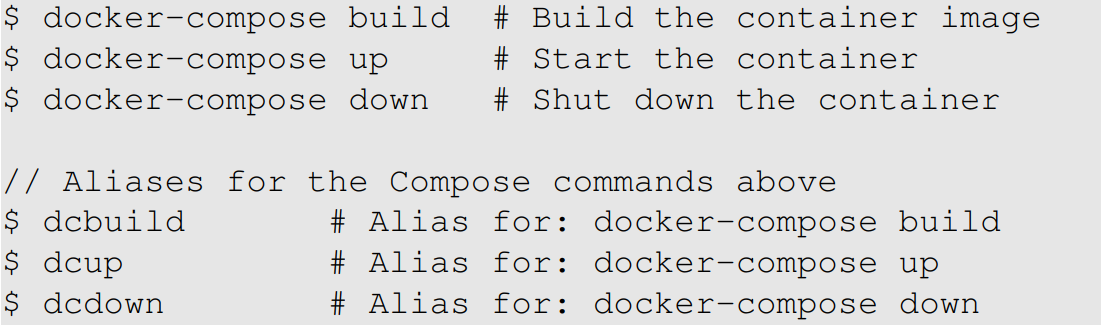 $ docker-compose build  # Build the container image
$ docker-compose up     # Start the container
$ docker-compose down   # Shut down the container
// Aliases for the Compose commands above
$ dcbuild       # Alias for: docker-compose build
$ dcup          # Alias for: docker-compose up
$ dcdown        # Alias for: docker-compose down